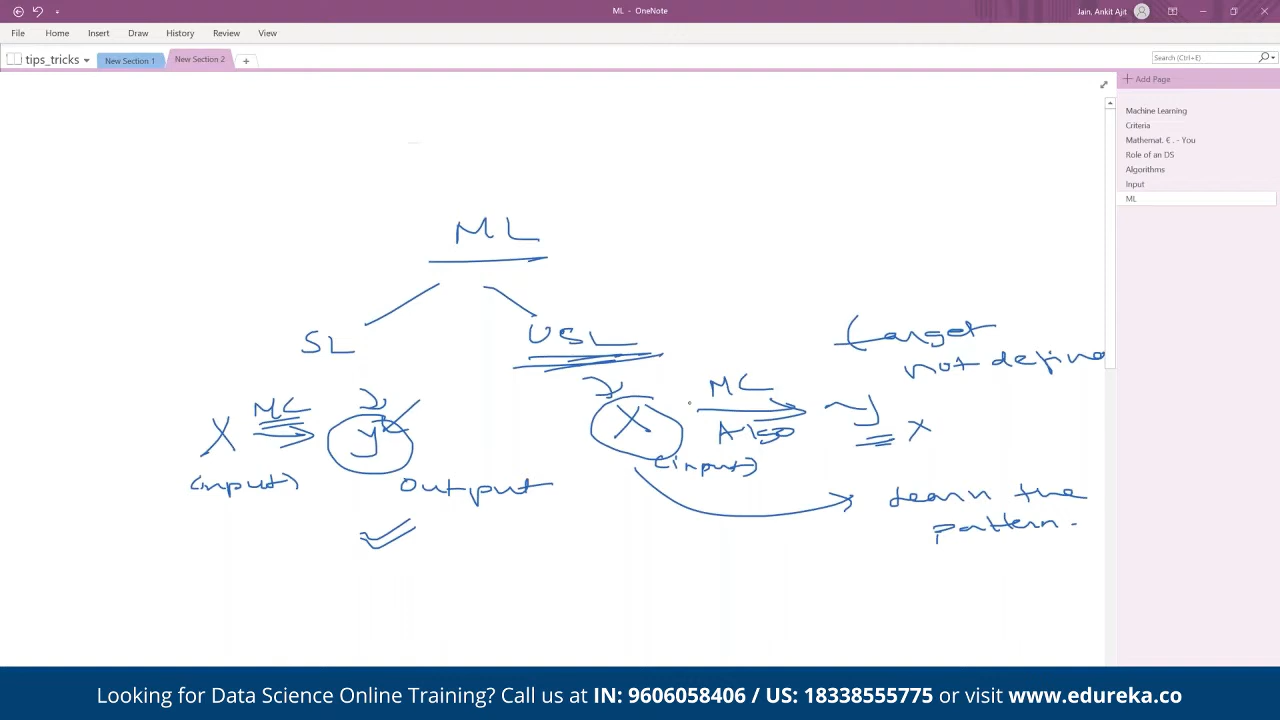 ML - OneNote
Jain, Ankit Ajit
File Home Insert Draw History Review View
tips_tricks New Section 1 New Section 2 +
Search (Ctrl+E)
Add Page
Machine Learning
Criteria
Mathemat. € . - You
Role of an DS
Algorithms
Input
ML
ML
SL
USL
target
not define
X ML y
(input)
output
X ML y x
Algo
(input)
learn the
pattern.
Looking for Data Science Online Training? Call us at IN: 9606058406 / US: 18338555775 or visit www.edureka.co